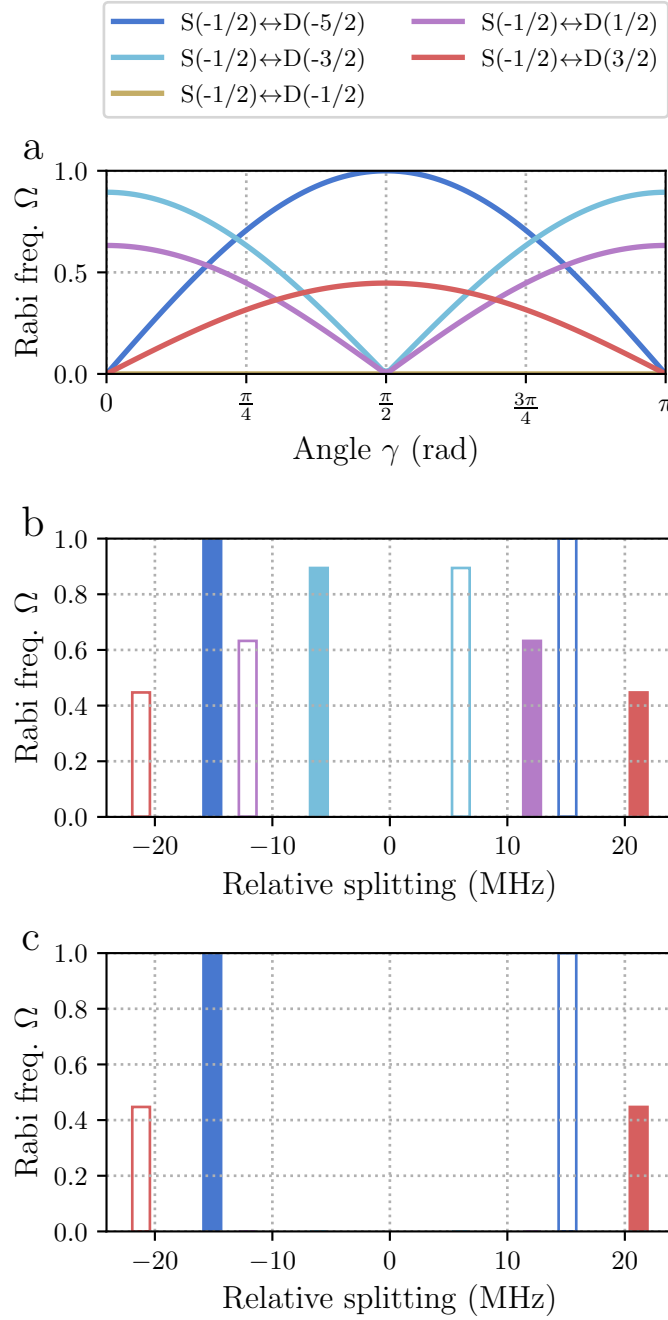 S(-1/2)↔D(-5/2) S(-1/2)↔D(1/2)
S(-1/2)↔D(-3/2) S(-1/2)↔D(3/2)
S(-1/2)↔D(-1/2)
a
1.0
0.5
0.0
Rabi freq. Ω
0 π/4 π/2 3π/4 π
Angle γ (rad)
b
1.0
0.8
0.6
0.4
0.2
0.0
Rabi freq. Ω
−20 −10 0 10 20
Relative splitting (MHz)
c
1.0
0.8
0.6
0.4
0.2
0.0
Rabi freq. Ω
−20 −10 0 10 20
Relative splitting (MHz)